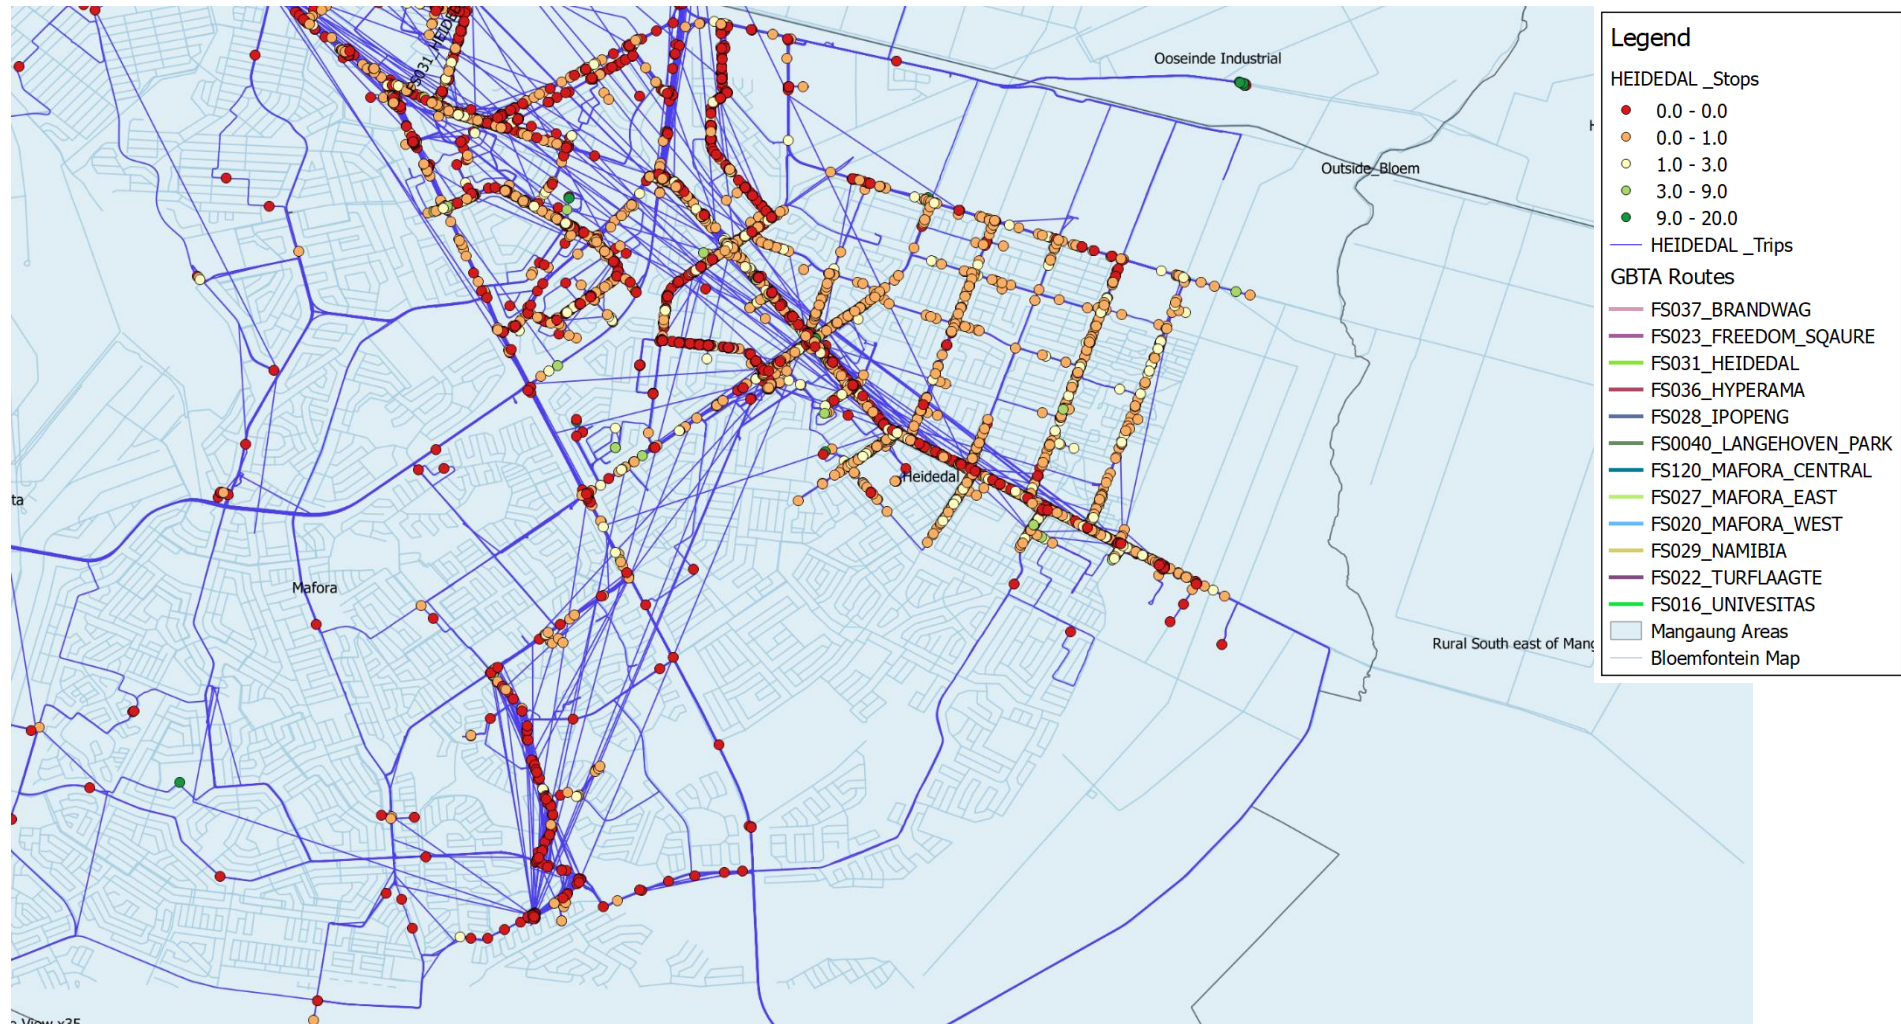 FS031_HEIDE
Ooseinde Industrial
Outside_Bloem
Heidedal
ta
Mafora
Rural South east of Mang
Legend
HEIDEDAL _Stops
0.0 - 0.0
0.0 - 1.0
1.0 - 3.0
3.0 - 9.0
9.0 - 20.0
HEIDEDAL _Trips
GBTA Routes
FS037_BRANDWAG
FS023_FREEDOM_SQAURE
FS031_HEIDEDAL
FS036_HYPERAMA
FS028_IPOPENG
FS0040_LANGEHOVEN_PARK
FS120_MAFORA_CENTRAL
FS027_MAFORA_EAST
FS020_MAFORA_WEST
FS029_NAMIBIA
FS022_TURFLAAGTE
FS016_UNIVESITAS
Mangaung Areas
Bloemfontein Map